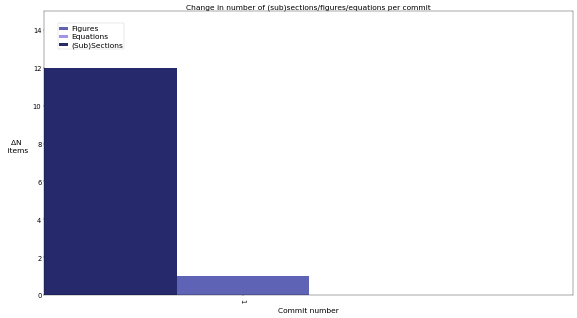 Change in number of (sub)sections/figures/equations per commit
Figures
Equations
(Sub)Sections
14
12
10
8
6
4
2
0
ΔN
items
1
Commit number